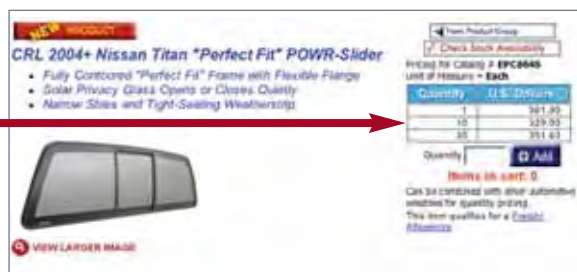 NEW PRODUCT
CRL 2004+ Nissan Titan "Perfect Fit" POWR-Slider
• Fully Contoured "Perfect Fit" Frame with Flexible Flange
• Solar Privacy Glass Opens or Closes Quietly
• Narrow Stiles and Tight-Sealing Weatherstrip
VIEW LARGER IMAGE
View Product Group
Check Stock Availability
Pricing for Catalog # EPC8645
Unit of Measure = Each
Quantity U.S. Dollars
1
10
Quantity Add
Items in cart: 0
Can be combined with other automotive
windows for quantity pricing.
This item qualifies for a Freight
Allowance